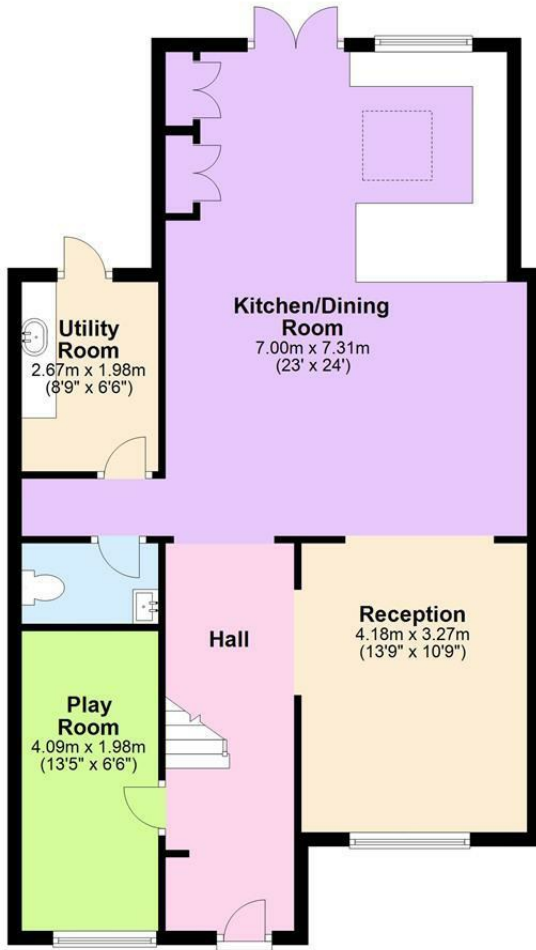 Kitchen/Dining
Room
7.00m x 7.31m
(23' x 24')
Utility
Room
2.67m x 1.98m
(8'9" x 6'6")
Hall
Reception
4.18m x 3.27m
(13'9" x 10'9")
Play
Room
4.09m x 1.98m
(13'5" x 6'6")